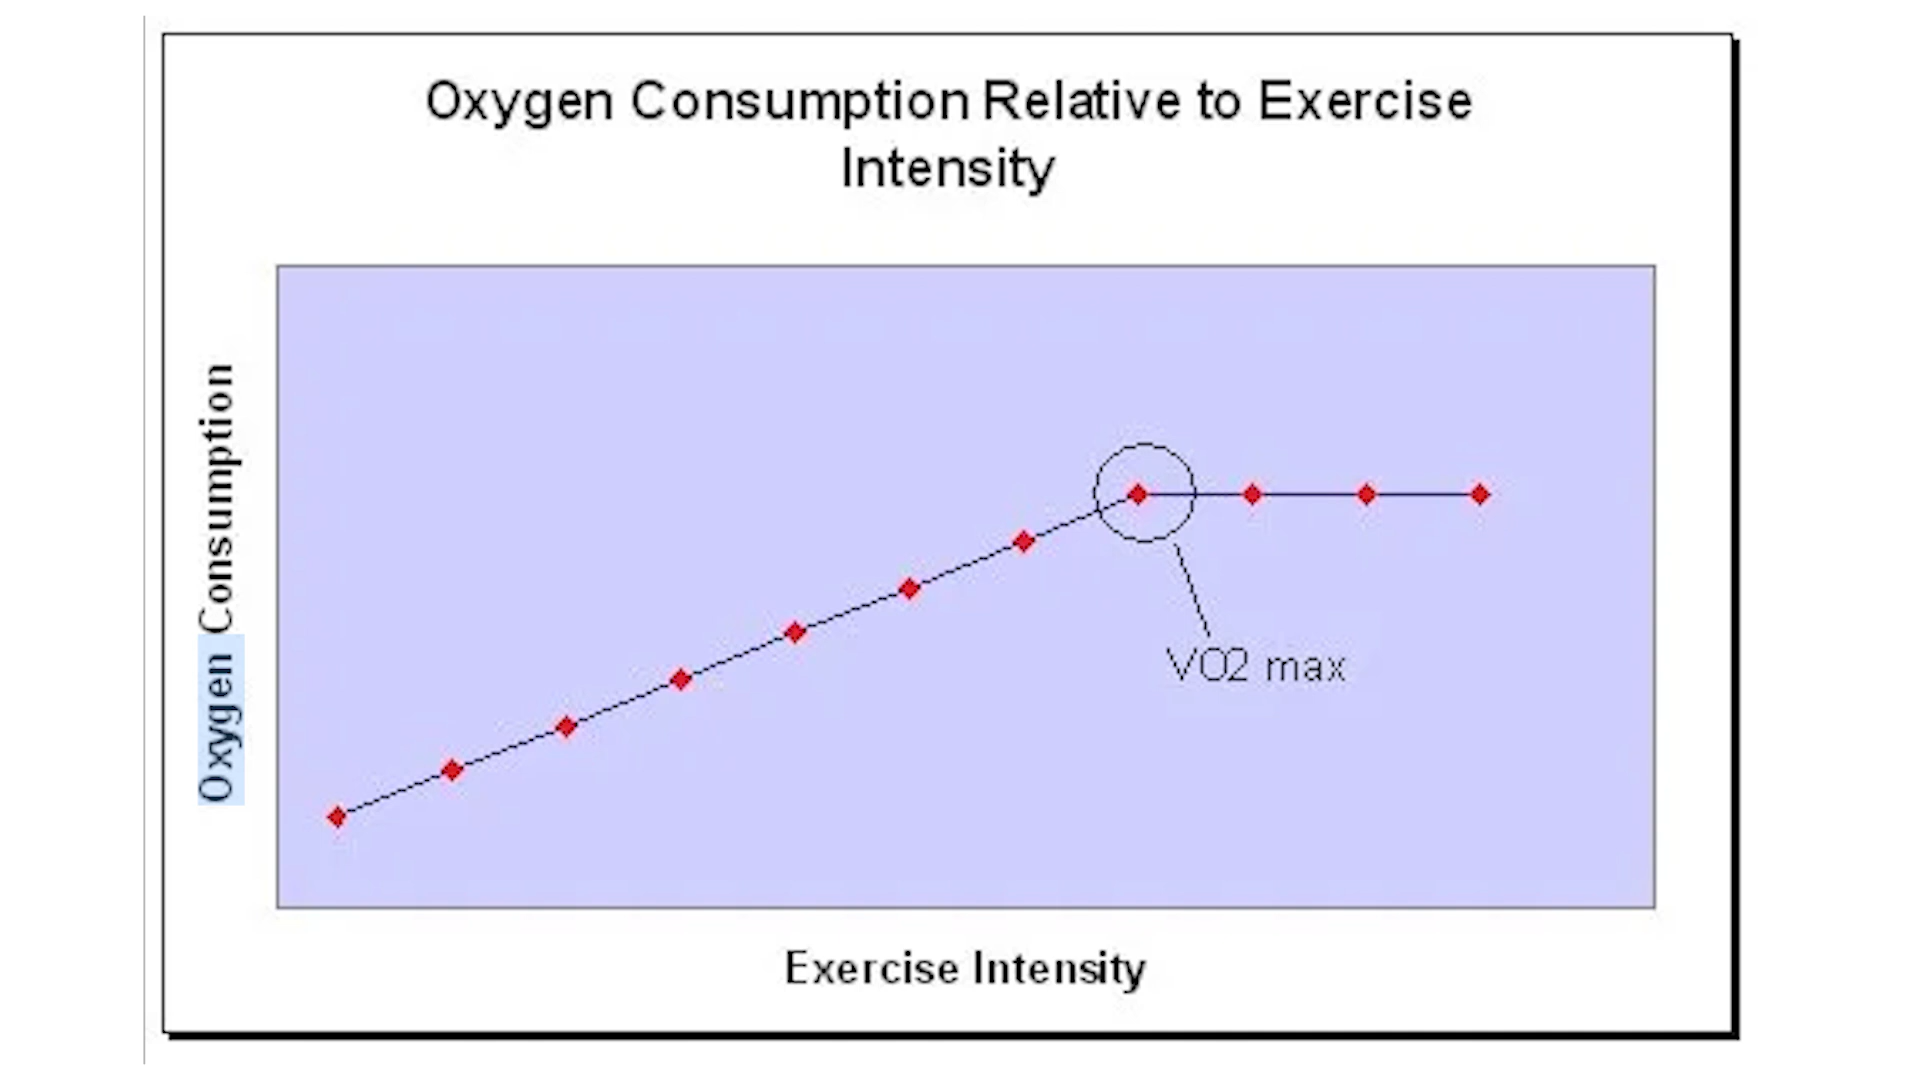 Oxygen Consumption Relative to Exercise
Intensity
Oxygen Consumption
VO2 max
Exercise Intensity